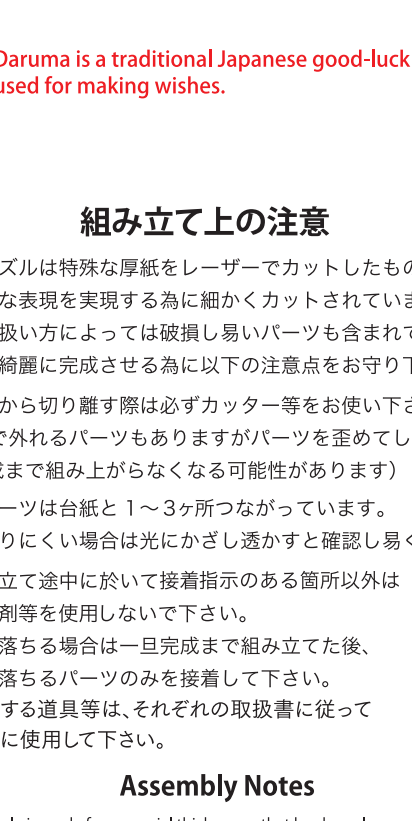 Daruma is a traditional Japanese good-luck
used for making wishes.
組み立て上の注意
ズルは特殊な厚紙をレーザーでカットしたもの
な表現を実現する為に細かくカットされていま
扱い方によっては破損し易いパーツも含まれて
綺麗に完成させる為に以下の注意点をお守り下
から切り離す際は必ずカッター等をお使い下さ
で外れるパーツもありますがパーツを歪めてし
成まで組み上がらなくなる可能性があります）
ーツは台紙と 1～3ヶ所つながっています。
りにくい場合は光にかざし透かすと確認し易く
立て途中に於いて接着指示のある箇所以外は
剤等を使用しないで下さい。
落ちる場合は一旦完成まで組み立てた後、
落ちるパーツのみを接着して下さい。
する道具等は、それぞれの取扱書に従って
に使用して下さい。
Assembly Notes